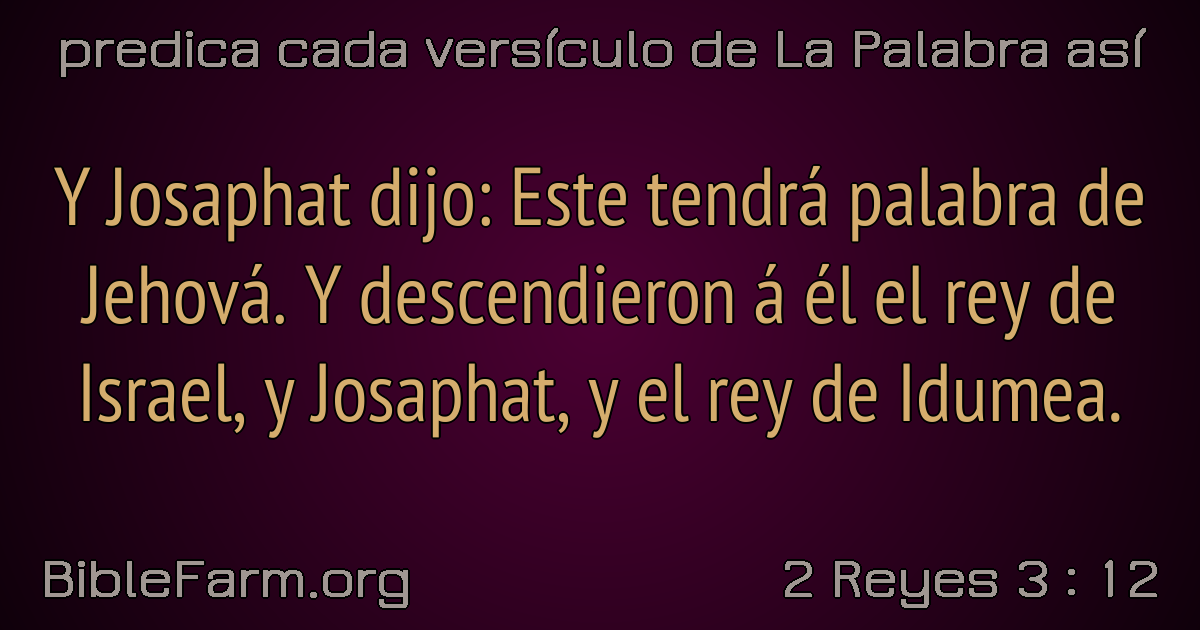 predica cada versículo de La Palabra así
Y Josaphat dijo: Este tendrá palabra de
Jehová. Y descendieron á él el rey de
Israel, y Josaphat, y el rey de Idumea.
BibleFarm.org
2 Reyes 3 : 12